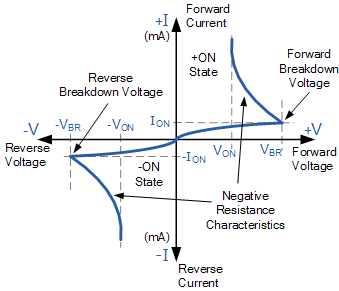 +I
(mA)
Forward
Current
+ON
State
Forward
Breakdown
Voltage
Reverse
Breakdown Voltage
-V
-VBR
-VON
ION
+V
Reverse
Voltage
-ION
VON
VBR
Forward
Voltage
-ON
State
Negative
Resistance
Characteristics
(mA)
-I
Reverse
Current